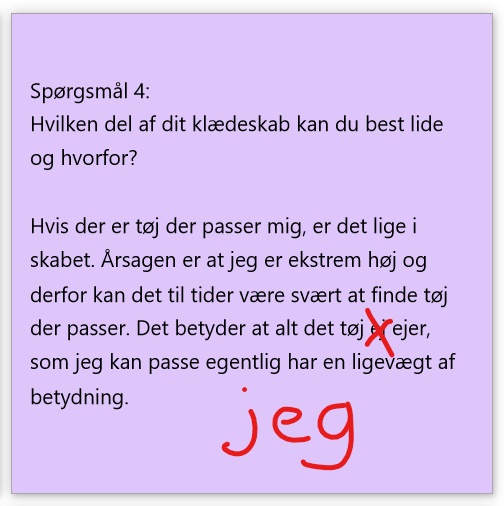 Spørgsmål 4:
Hvilken del af dit klædeskab kan du best lide
og hvorfor?
Hvis der er tøj der passer mig, er det lige i
skabet. Årsagen er at jeg er ekstrem høj og
derfor kan det til tider være svært at finde tøj
der passer. Det betyder at alt det tøj ej ejer,
som jeg kan passe egentlig har en ligevægt af
betydning.
jeg